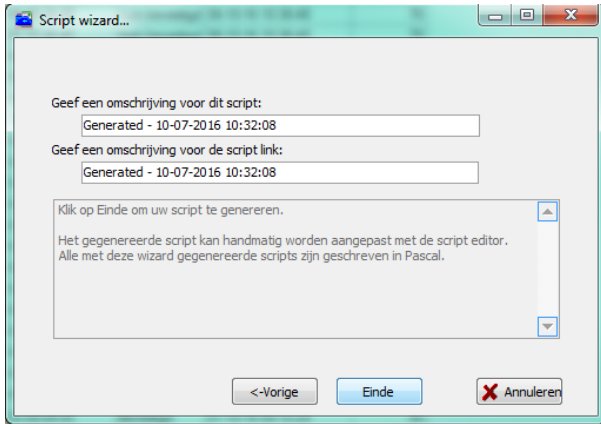 Script wizard...
Geef een omschrijving voor dit script:
Generated - 10-07-2016 10:32:08
Geef een omschrijving voor de script link:
Generated - 10-07-2016 10:32:08
Klik op Einde om uw script te genereren.
Het gegenereerde script kan handmatig worden aangepast met de script editor.
Alle met deze wizard gegenereerde scripts zijn geschreven in Pascal.
<-Vorige
Einde
Annuleren